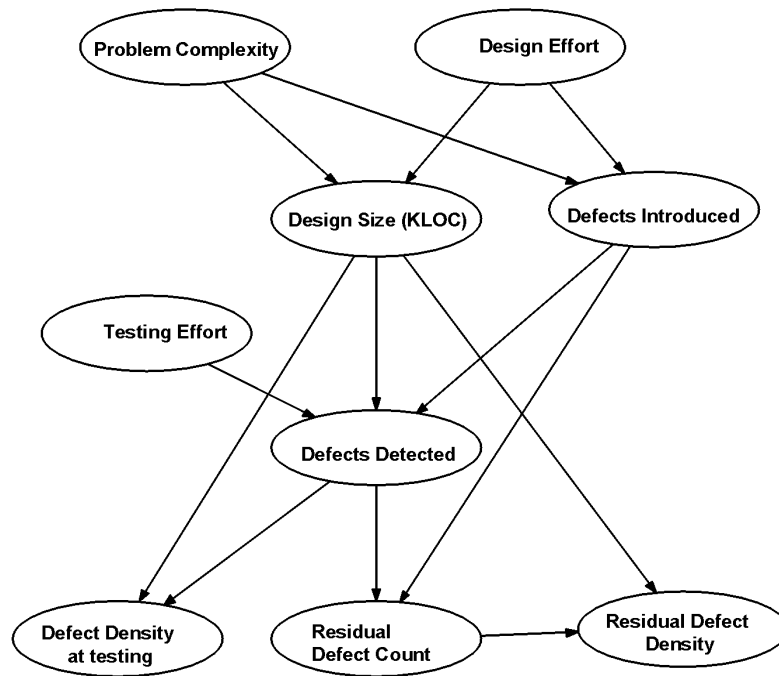 Problem Complexity
Design Effort
Design Size (KLOC)
Defects Introduced
Testing Effort
Defects Detected
Defect Density
at testing
Residual
Defect Count
Residual Defect
Density